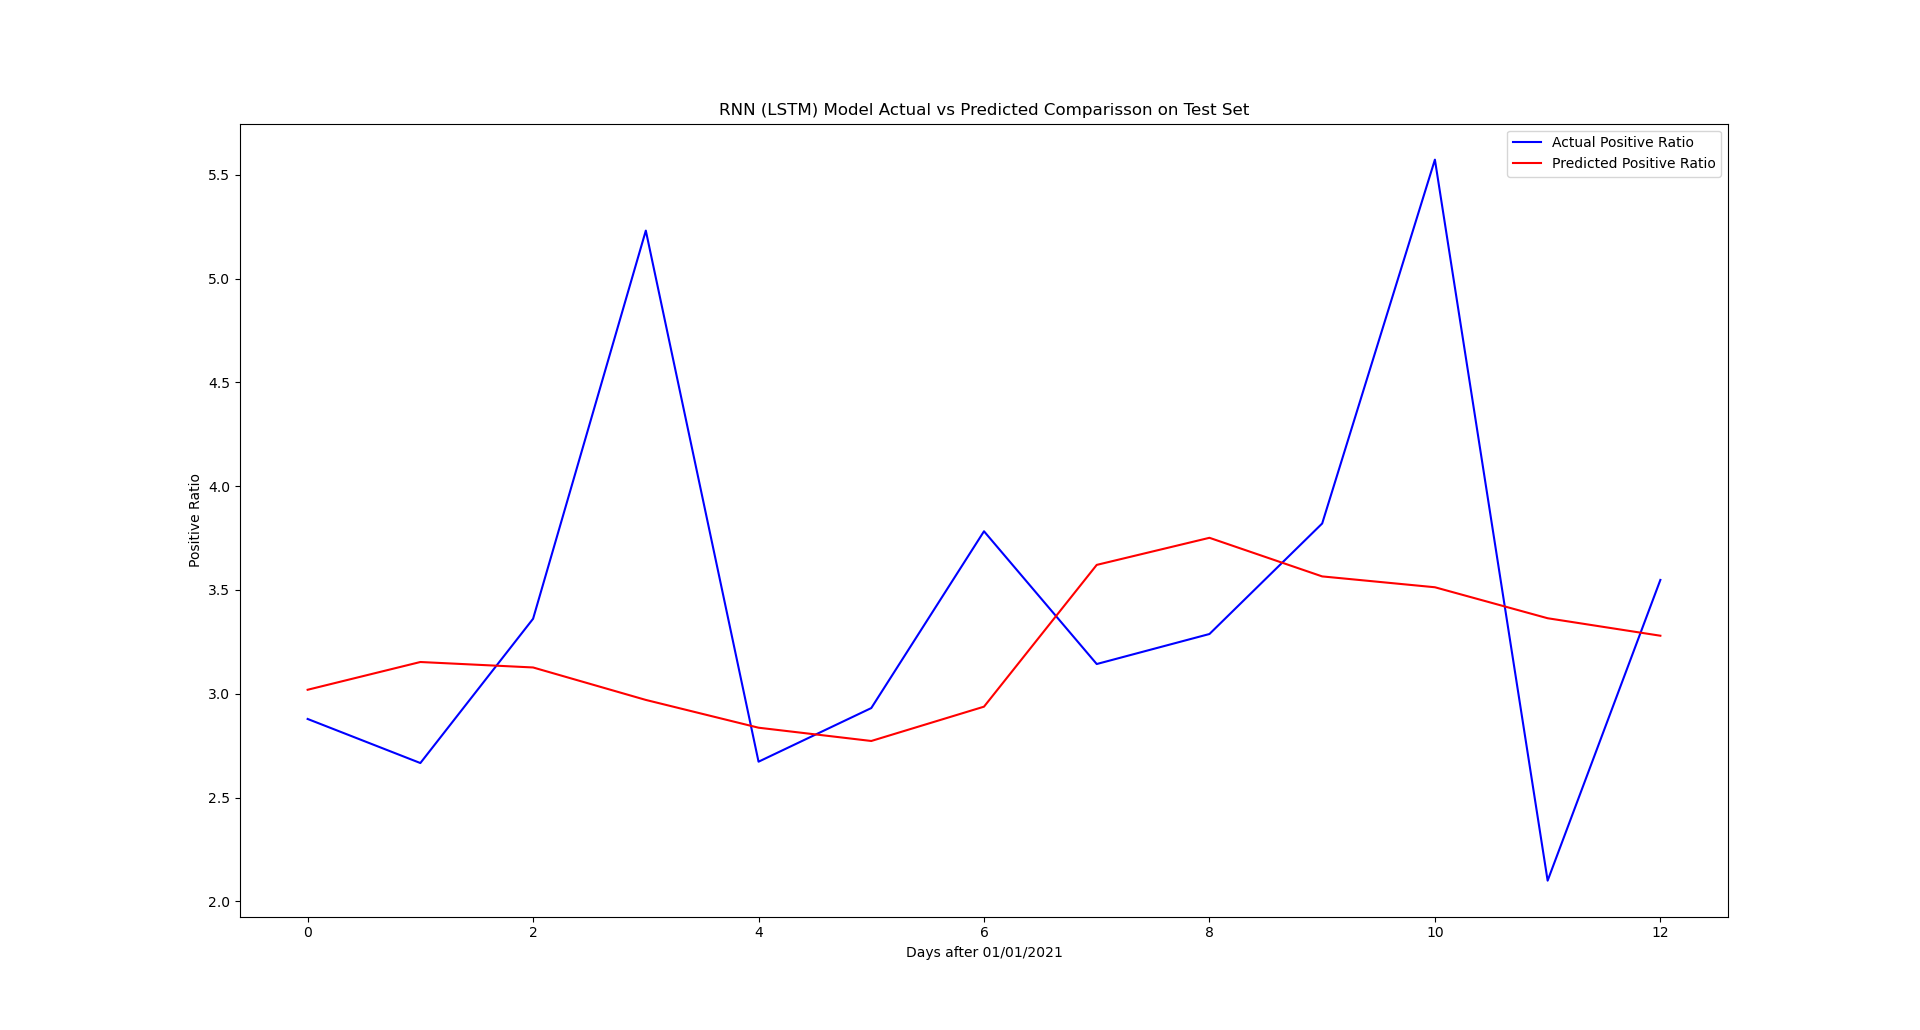 RNN (LSTM) Model Actual vs Predicted Comparisson on Test Set
Actual Positive Ratio
Predicted Positive Ratio
5.5
5.0
4.5
4.0
3.5
3.0
2.5
2.0
Positive Ratio
0 2 4 6 8 10 12
Days after 01/01/2021